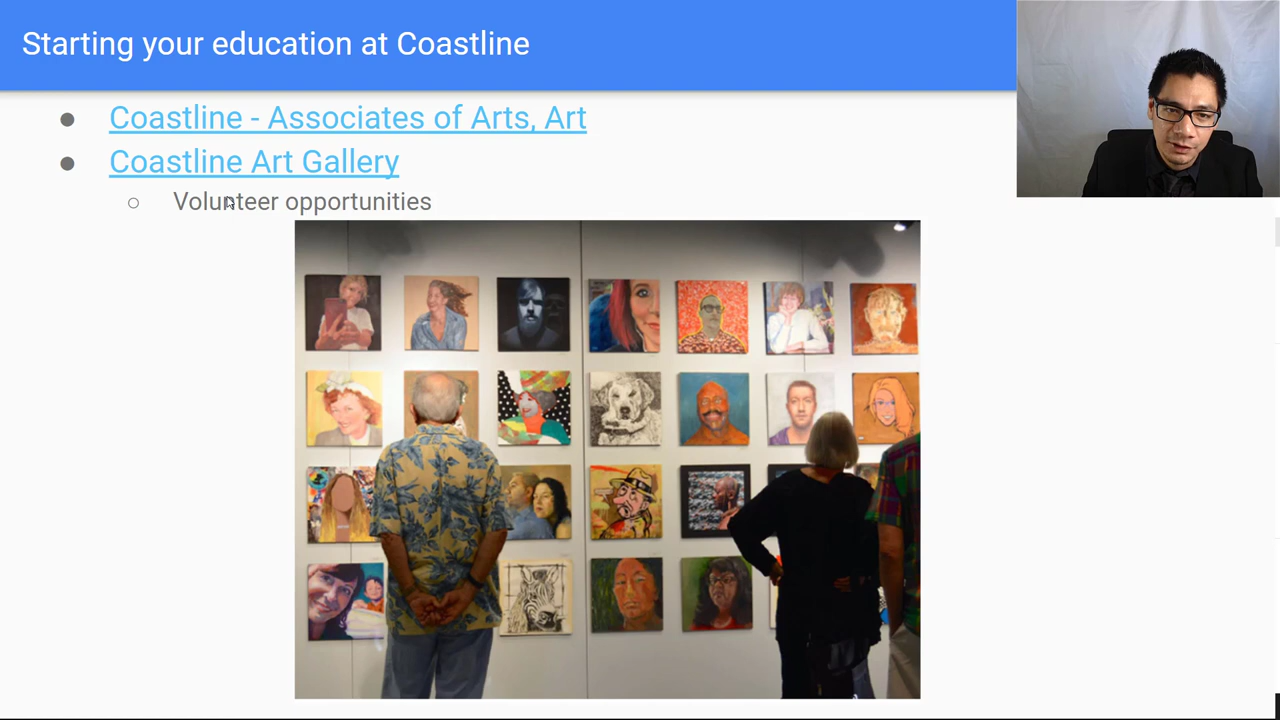 Starting your education at Coastline
Coastline - Associates of Arts, Art
Coastline Art Gallery
Volunteer opportunities